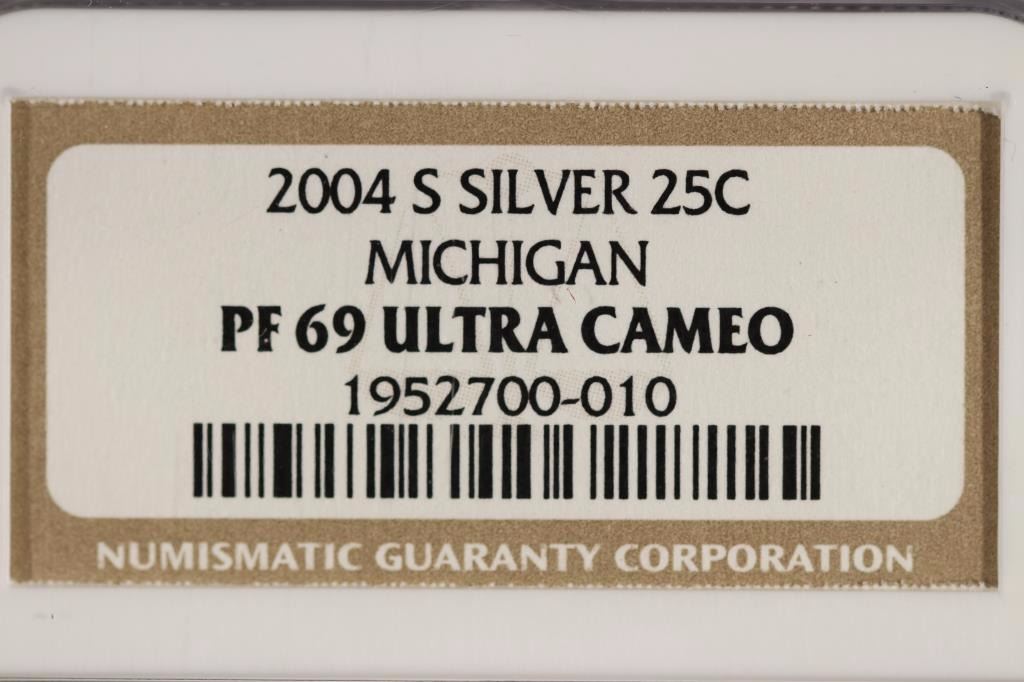 2004 S SILVER 25C
MICHIGAN
PF 69 ULTRA CAMEO
1952700-010
NUMISMATIC GUARANTY CORPORATION